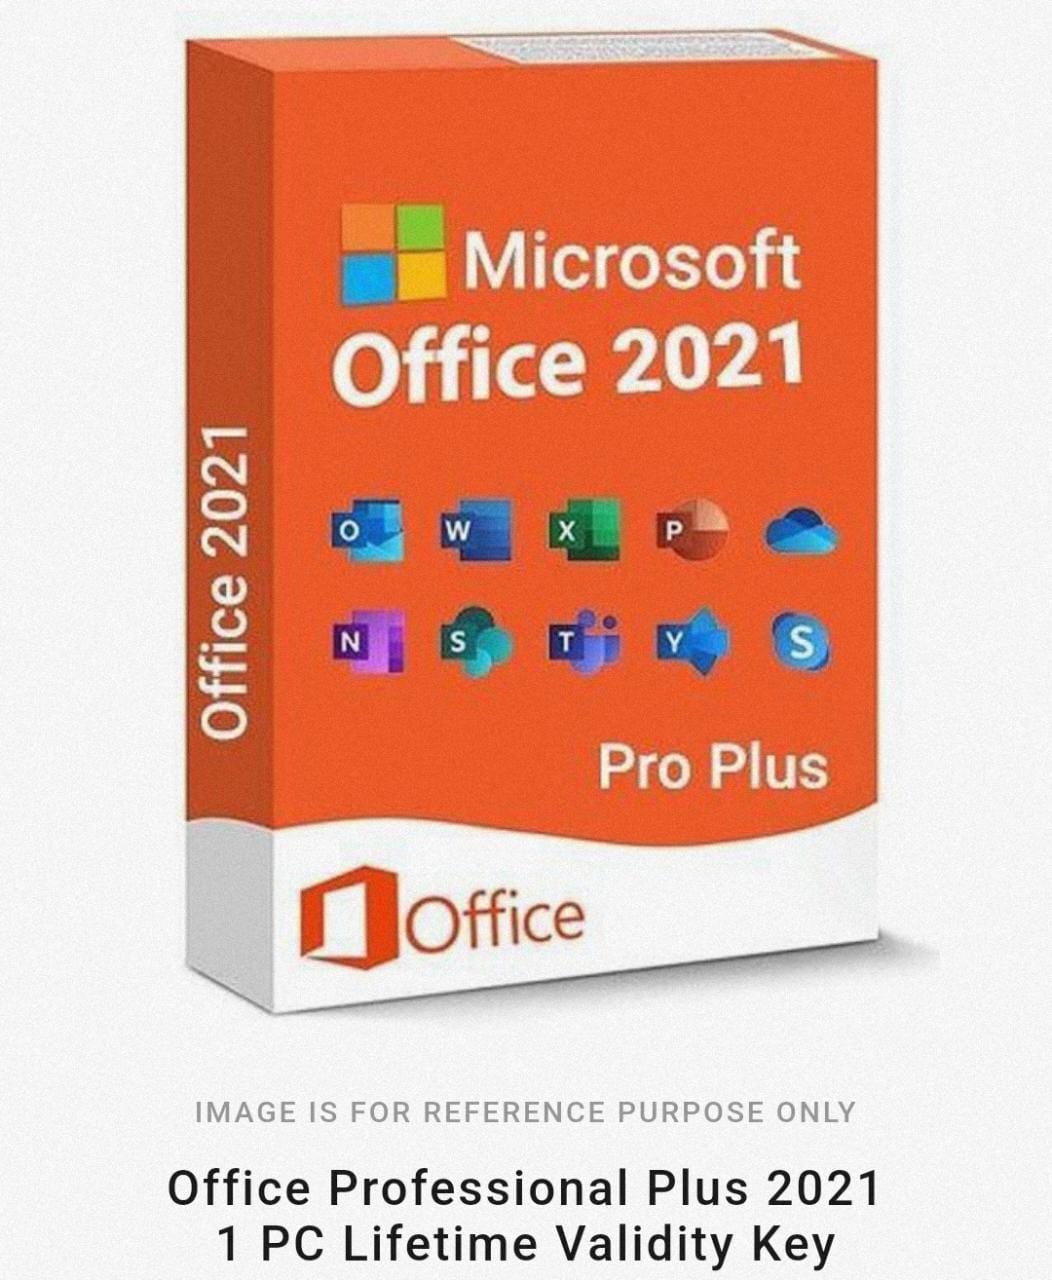 Microsoft
Office 2021
Office 2021
O W X P
N S T Y S
Pro Plus
Office
IMAGE IS FOR REFERENCE PURPOSE ONLY
Office Professional Plus 2021
1 PC Lifetime Validity Key